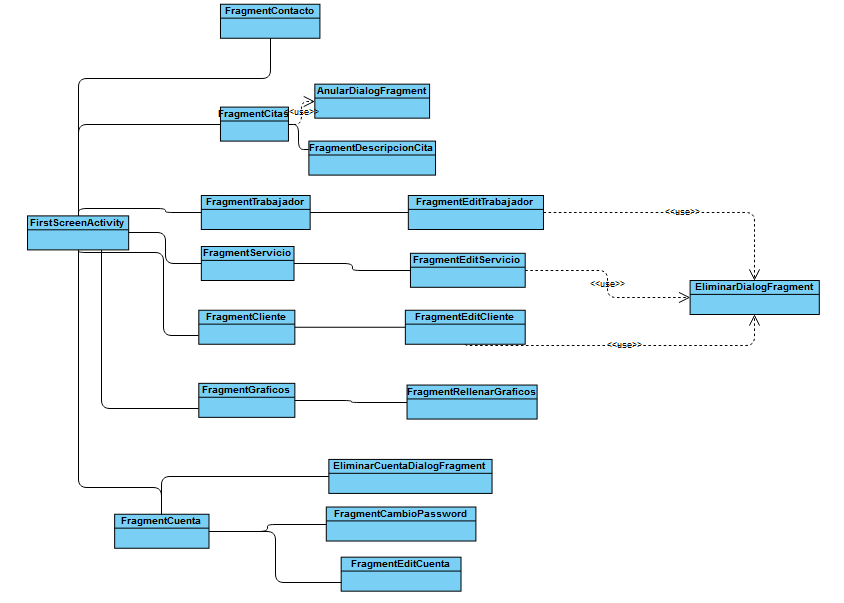 FragmentContacto
AnularDialogFragment
FragmentCitas
<<use>>
FragmentDescripcionCita
FragmentTrabajador
FragmentEditTrabajador
<<use>>
FirstScreenActivity
FragmentServicio
FragmentEditServicio
<<use>>
EliminarDialogFragment
FragmentCliente
FragmentEditCliente
<<use>>
FragmentGraficos
FragmentRellenarGraficos
EliminarCuentaDialogFragment
FragmentCuenta
FragmentCambioPassword
FragmentEditCuenta